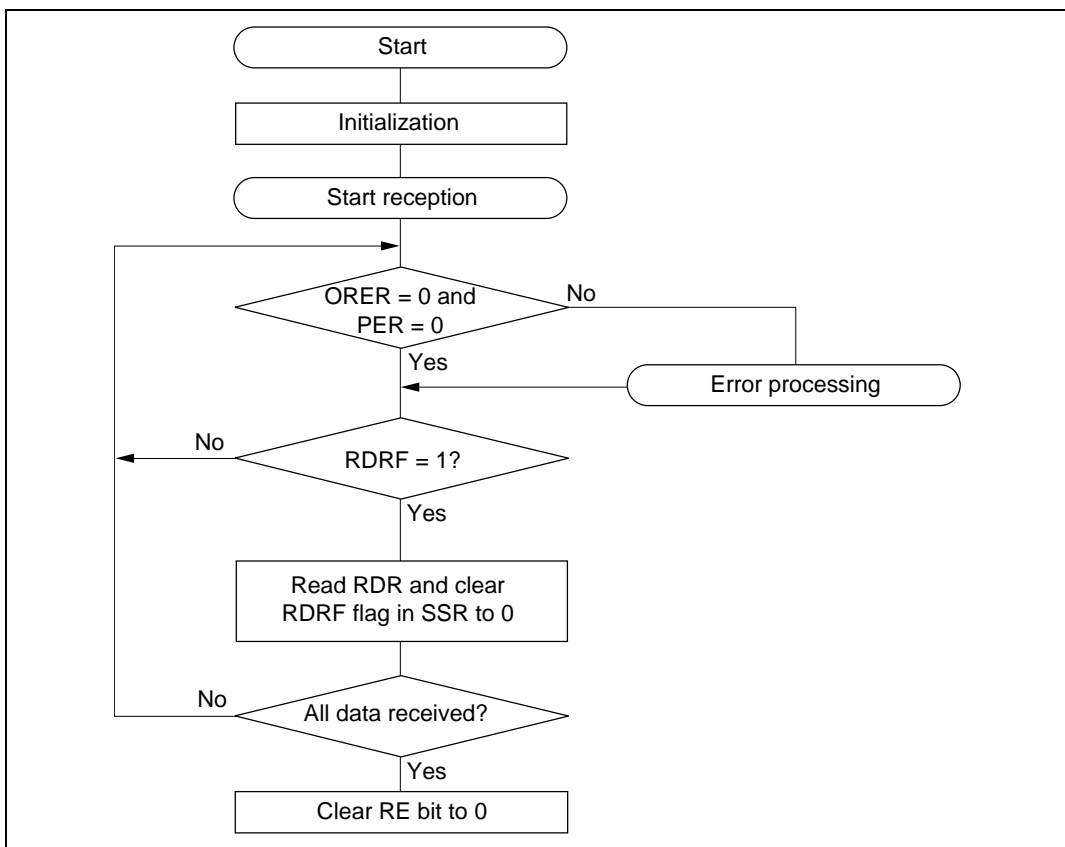 Start
Initialization
Start reception
ORER = 0 and
PER = 0
No
Yes
Error processing
No
RDRF = 1?
Yes
Read RDR and clear
RDRF flag in SSR to 0
No
All data received?
Yes
Clear RE bit to 0